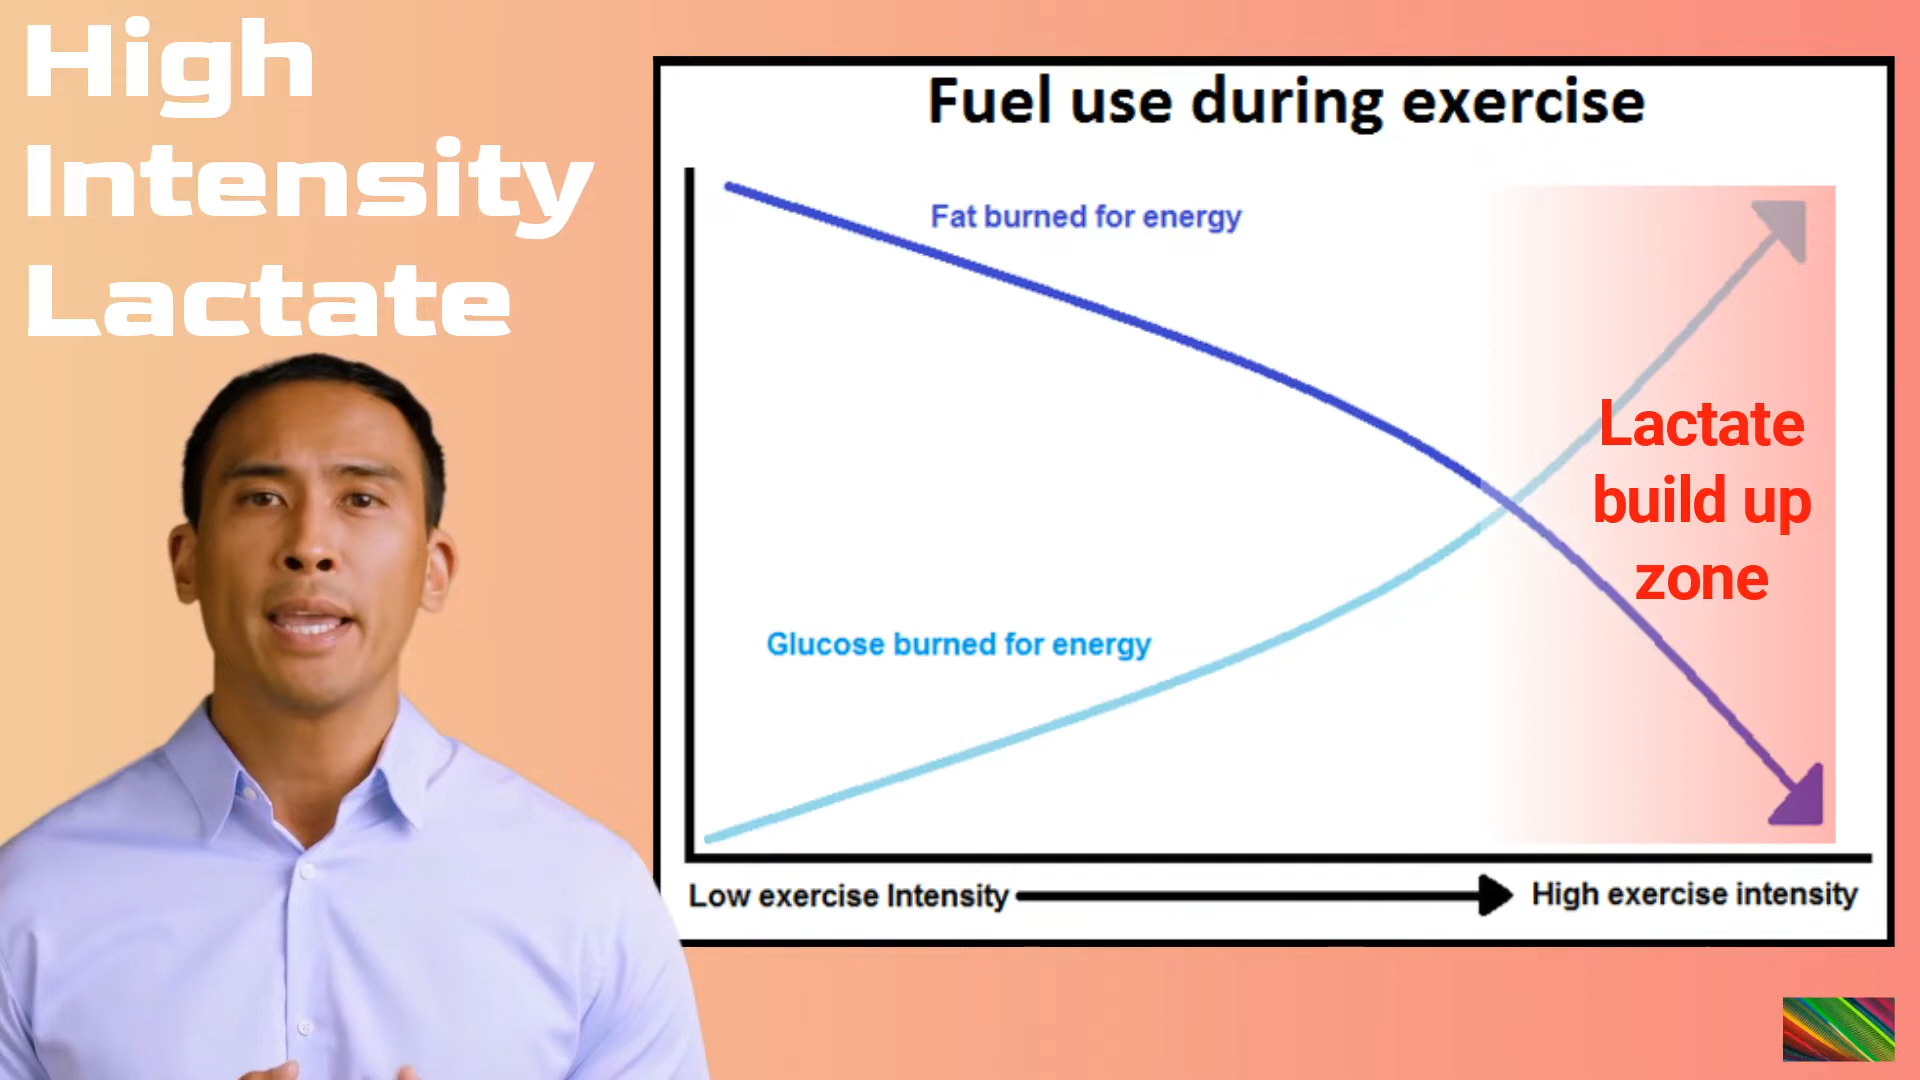 High
Intensity
Lactate
Fuel use during exercise
Fat burned for energy
Lactate
build up
zone
Glucose burned for energy
Low exercise Intensity
High exercise intensity